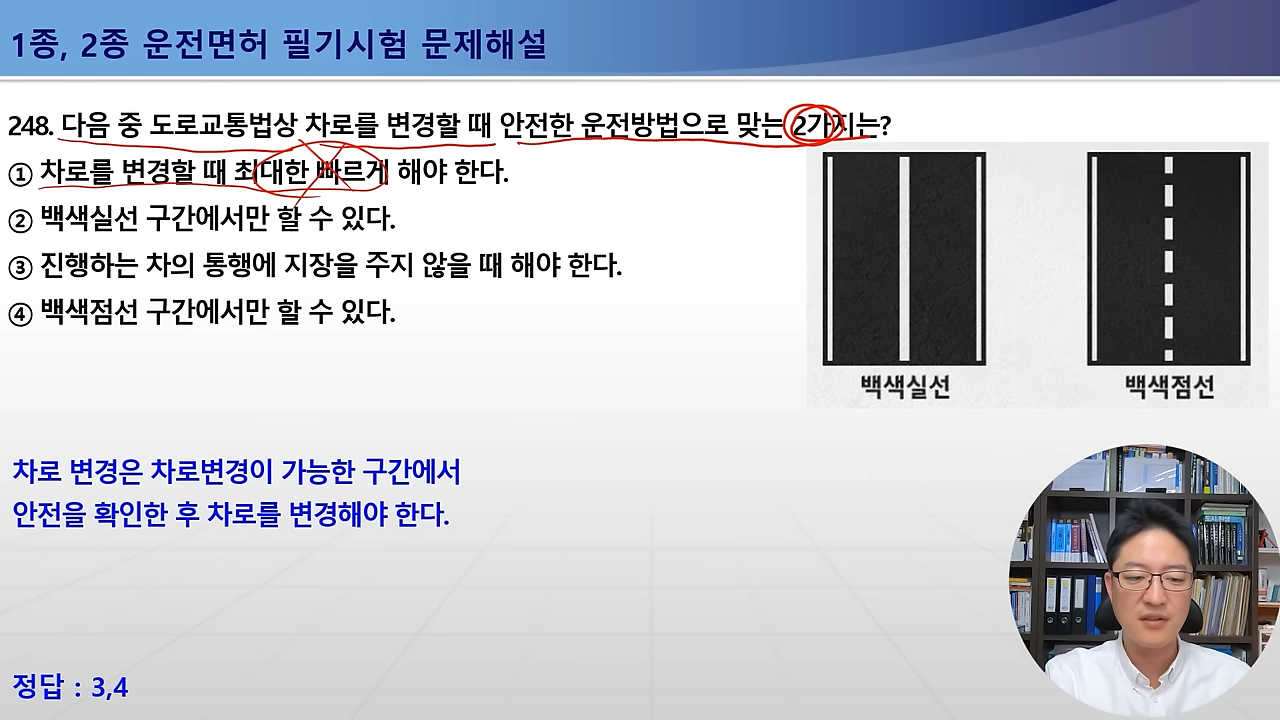 1종, 2종 운전면허 필기시험 문제해설
248. 다음 중 도로교통법상 차로를 변경할 때 안전한 운전방법으로 맞는 2가지는?
① 차로를 변경할 때 최대한 빠르게 해야 한다.
② 백색실선 구간에서만 할 수 있다.
③ 진행하는 차의 통행에 지장을 주지 않을 때 해야 한다.
④ 백색점선 구간에서만 할 수 있다.
백색실선
백색점선
차로 변경은 차로변경이 가능한 구간에서
안전을 확인한 후 차로를 변경해야 한다.
정답 : 3,4